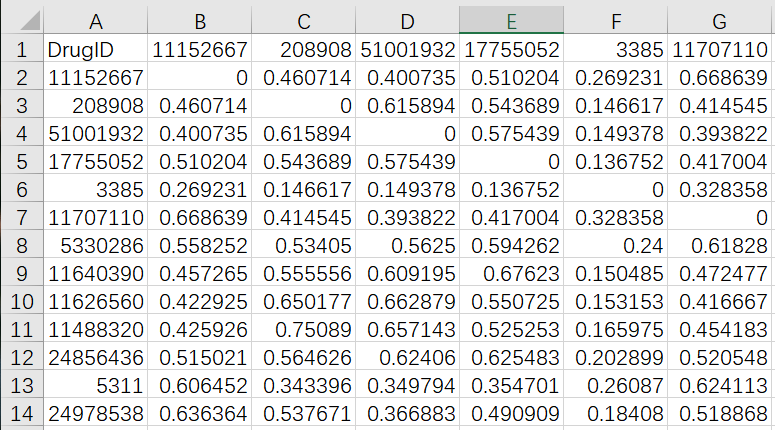 A B C D E F G
1 DrugID 11152667 208908 51001932 17755052 3385 11707110
2 11152667 0 0.460714 0.400735 0.510204 0.269231 0.668639
3 208908 0.460714 0 0.615894 0.543689 0.146617 0.414545
4 51001932 0.400735 0.615894 0 0.575439 0.149378 0.393822
5 17755052 0.510204 0.543689 0.575439 0 0.136752 0.417004
6 3385 0.269231 0.146617 0.149378 0.136752 0 0.328358
7 11707110 0.668639 0.414545 0.393822 0.417004 0.328358 0
8 5330286 0.558252 0.53405 0.5625 0.594262 0.24 0.61828
9 11640390 0.457265 0.555556 0.609195 0.67623 0.150485 0.472477
10 11626560 0.422925 0.650177 0.662879 0.550725 0.153153 0.416667
11 11488320 0.425926 0.75089 0.657143 0.525253 0.165975 0.454183
12 24856436 0.515021 0.564626 0.62406 0.625483 0.202899 0.520548
13 5311 0.606452 0.343396 0.349794 0.354701 0.26087 0.624113
14 24978538 0.636364 0.537671 0.366883 0.490909 0.18408 0.518868